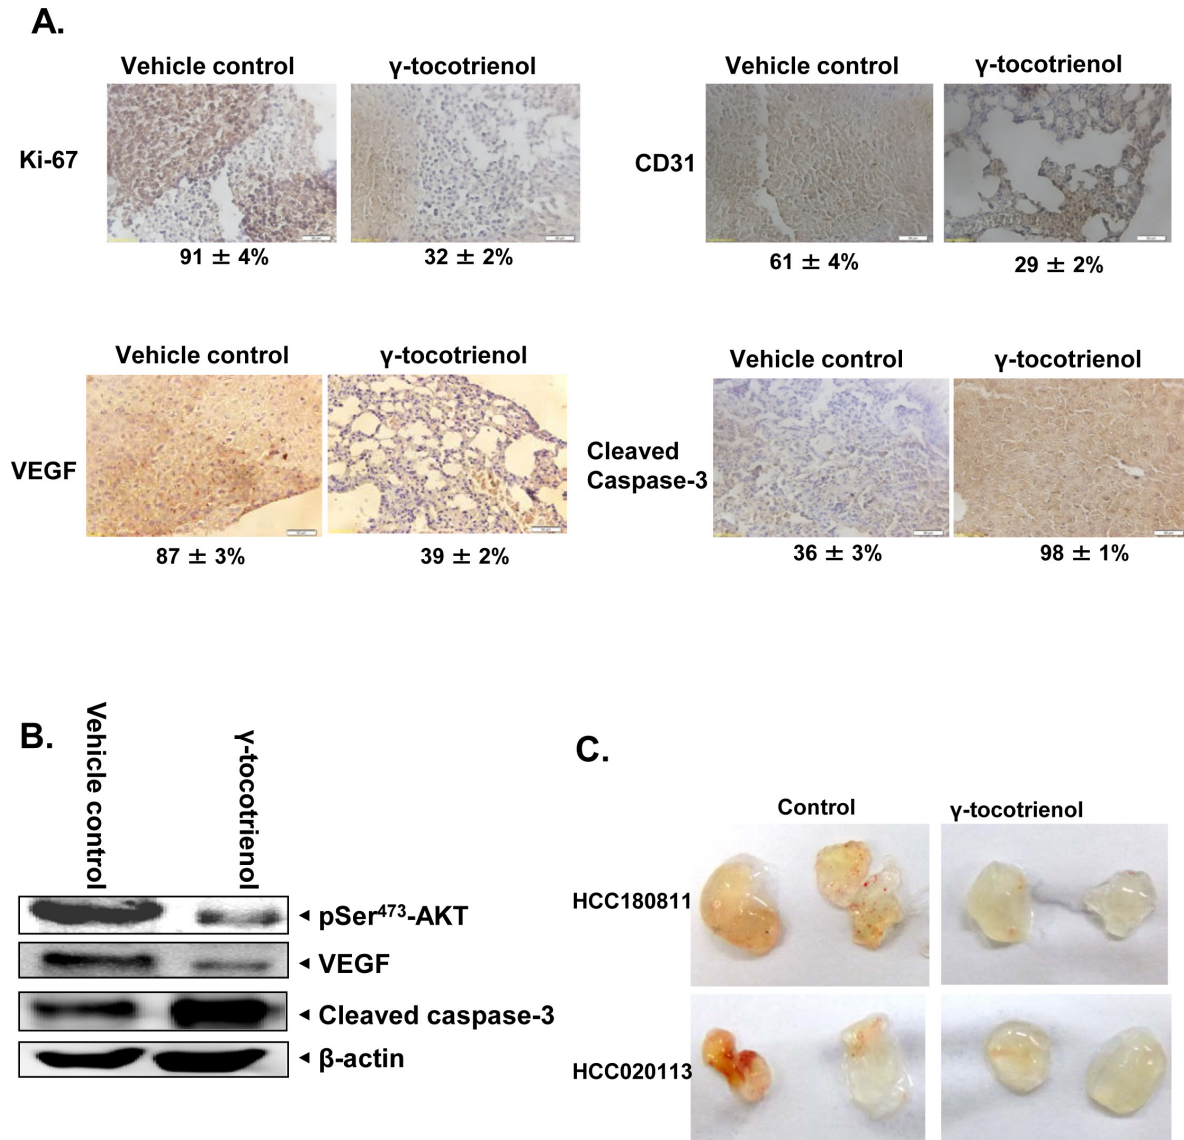 A.
Vehicle control
γ-tocotrienol
Vehicle control
γ-tocotrienol
Ki-67
CD31
91 ± 4%
32 ± 2%
61 ± 4%
29 ± 2%
Vehicle control
γ-tocotrienol
Vehicle control
γ-tocotrienol
VEGF
Cleaved
Caspase-3
87 ± 3%
39 ± 2%
36 ± 3%
98 ± 1%
B.
Vehicle control
γ-tocotrienol
pSer⁴⁷³-AKT
VEGF
Cleaved caspase-3
β-actin
C.
Control
γ-tocotrienol
HCC180811
HCC020113